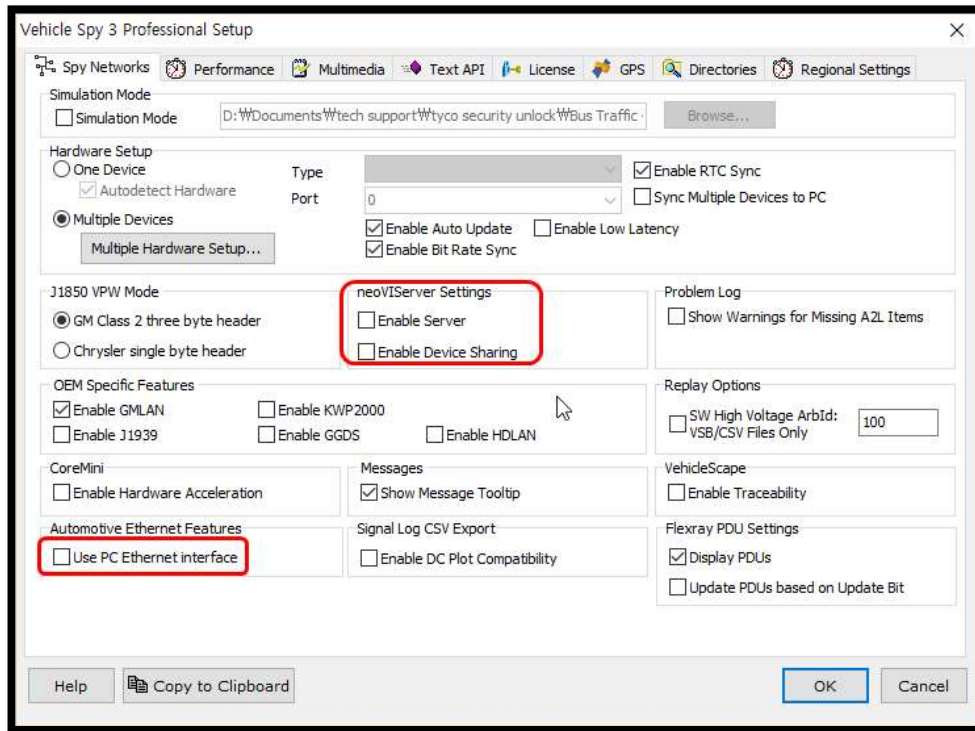 Vehicle Spy 3 Professional Setup
Spy Networks Performance Multimedia Text API License GPS Directories Regional Settings
Simulation Mode
Simulation Mode D:₩Documents₩tech support₩tyco security unlock₩Bus Traffic Browse...
Hardware Setup
One Device
Autodetect Hardware
Type
Port 0
Enable RTC Sync
Sync Multiple Devices to PC
Multiple Devices
Multiple Hardware Setup...
Enable Auto Update Enable Low Latency
Enable Bit Rate Sync
J1850 VPW Mode
GM Class 2 three byte header
Chrysler single byte header
neoVIServer Settings
Enable Server
Enable Device Sharing
Problem Log
Show Warnings for Missing A2L Items
OEM Specific Features
Enable GMLAN Enable KWP2000
Enable J1939 Enable GGDS Enable HDLAN
Replay Options
SW High Voltage ArbId: 100
VSB/CSV Files Only
CoreMini
Enable Hardware Acceleration
Messages
Show Message Tooltip
VehicleScape
Enable Traceability
Automotive Ethernet Features
Use PC Ethernet interface
Signal Log CSV Export
Enable DC Plot Compatibility
Flexray PDU Settings
Display PDUs
Update PDUs based on Update Bit
Help Copy to Clipboard OK Cancel